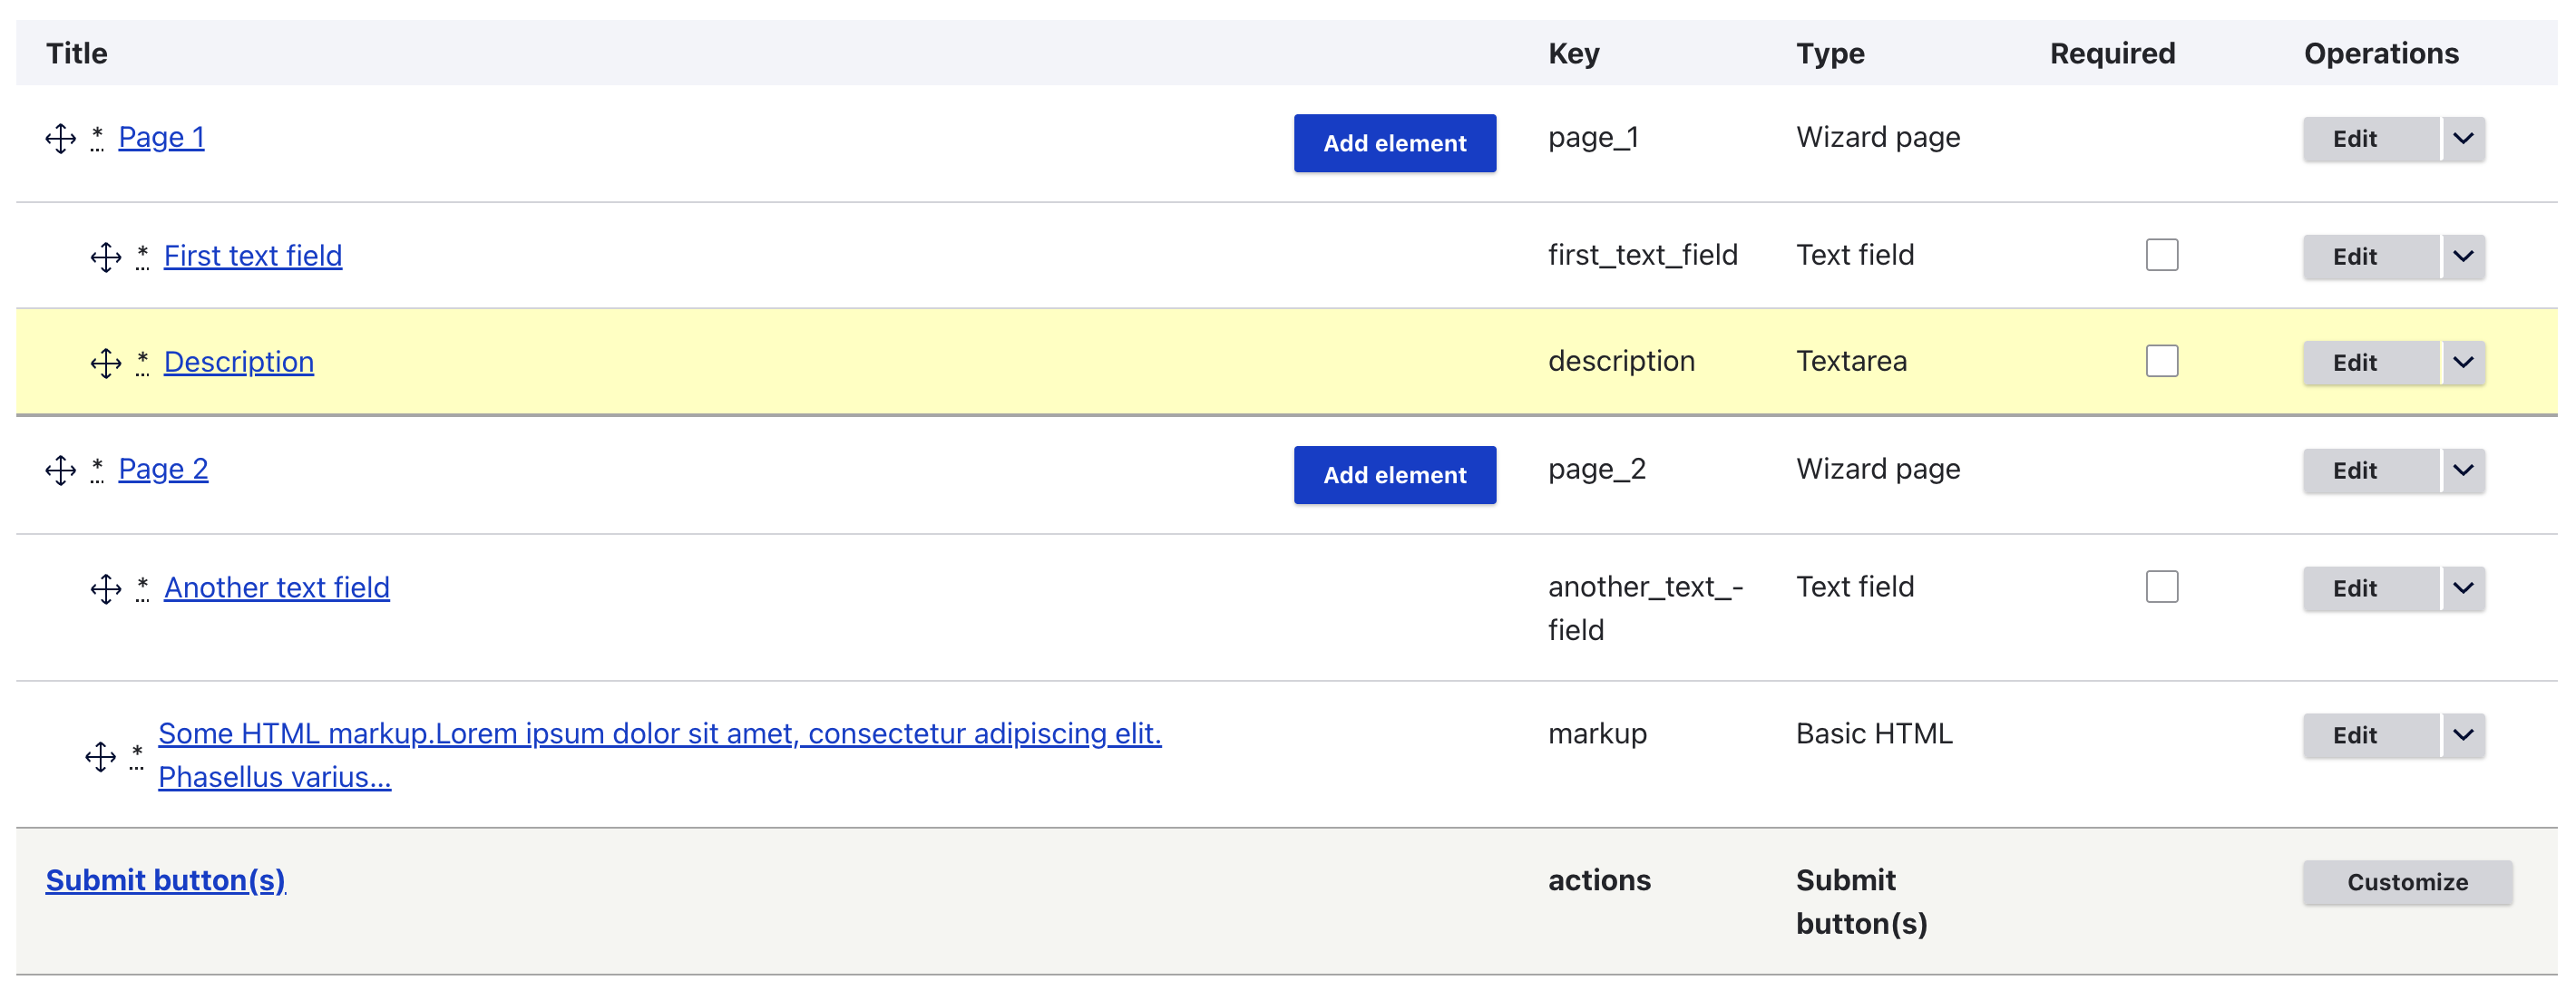 Title Key Type Required Operations
* Page 1 Add element page_1 Wizard page Edit
* First text field first_text_field Text field Edit
* Description description Textarea Edit
* Page 2 Add element page_2 Wizard page Edit
* Another text field another_text_- Text field Edit
field
* Some HTML markup.Lorem ipsum dolor sit amet, consectetur adipiscing elit. markup Basic HTML Edit
Phasellus varius...
Submit button(s) actions Submit Customize
button(s)